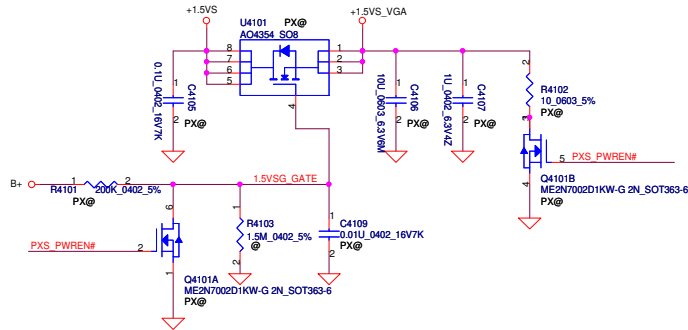 +1.5VS
+1.5VS_VGA
U4101
PX@
AO4354_SO8
8
7
6
5
1
2
3
4
1
0.1U_0402_16V7K
C4105
2
PX@
1
10U_0603_6.3V6M
C4106
2
PX@
1
1U_0402_6.3V4Z
C4107
2
PX@
2
R4102
10_0603_5%
PX@
1
3
5
PXS_PWREN#
4
Q4101B
ME2N7002D1KW-G 2N_SOT363-6
PX@
B+
1
2
R4101
200K_0402_5%
PX@
1.5VSG_GATE
6
PXS_PWREN#
2
1
Q4101A
ME2N7002D1KW-G 2N_SOT363-6
PX@
1
R4103
1.5M_0402_5%
@
2
1
C4109
0.01U_0402_16V7K
PX@
2